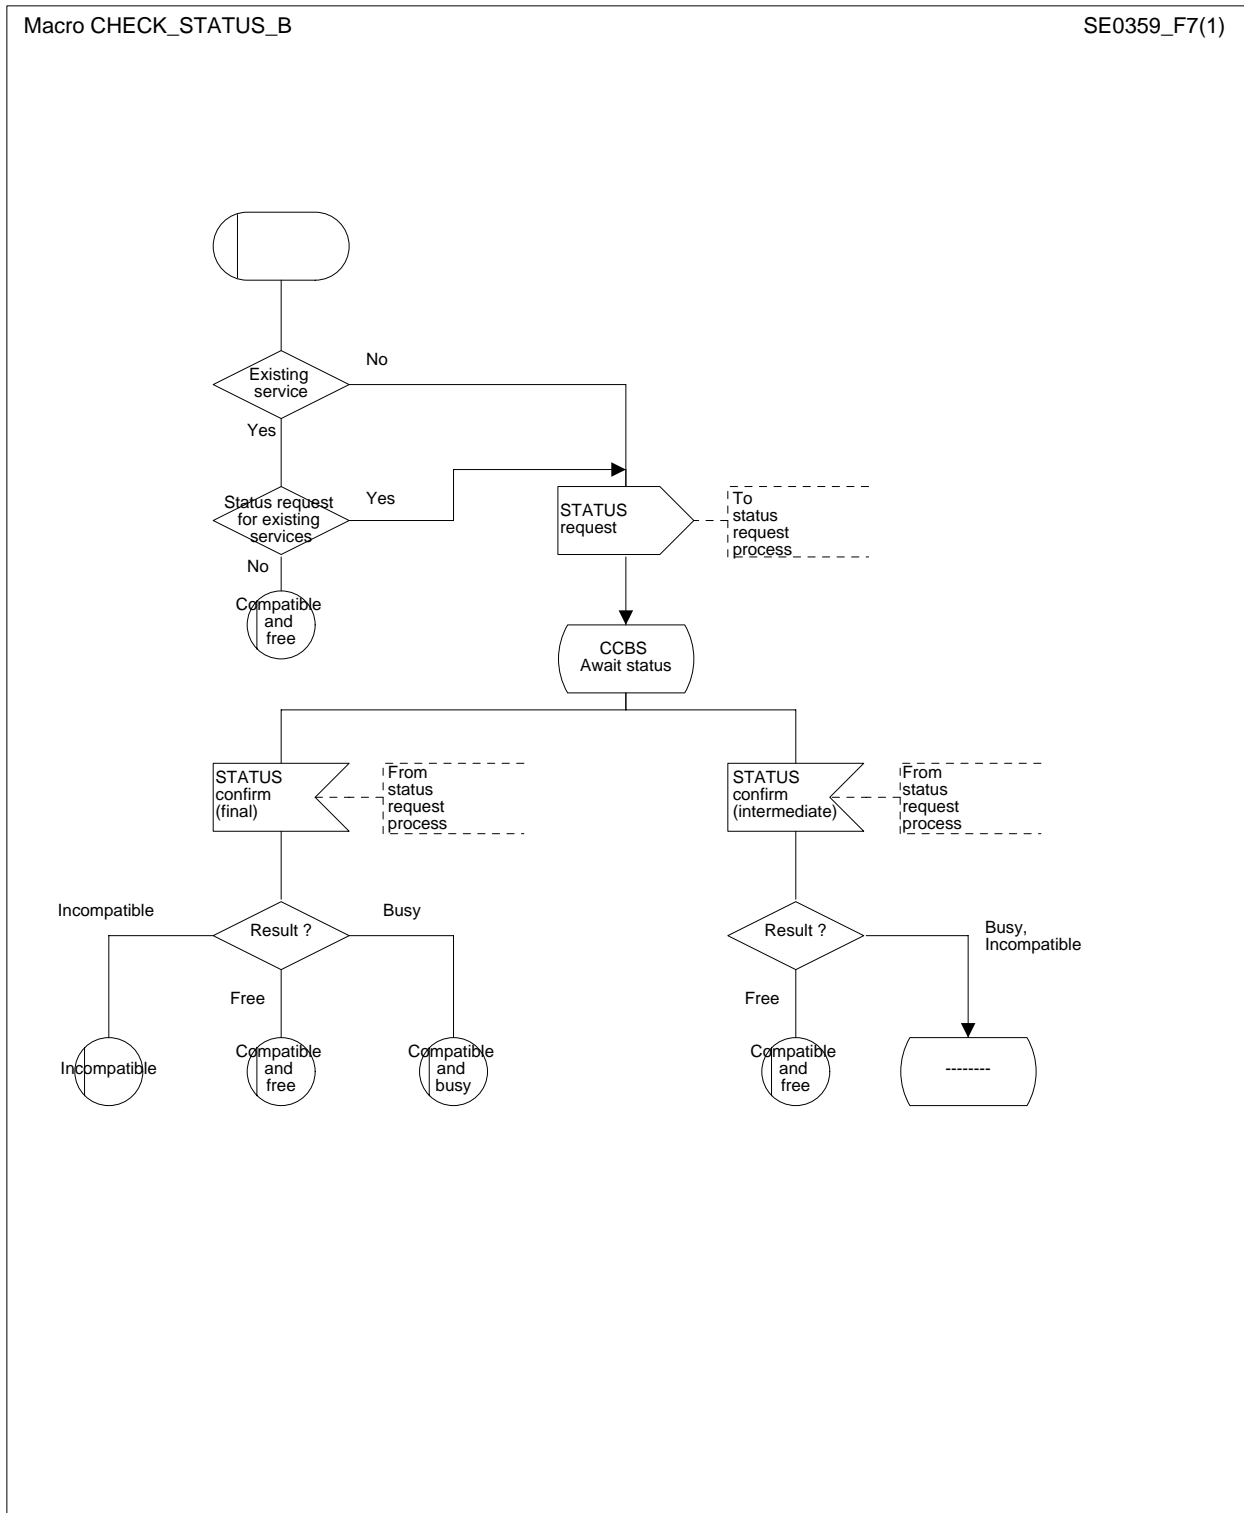 Macro CHECK_STATUS_B
SE0359_F7(1)
No
Existing
service
Yes
Status request
for existing
services
Yes
STATUS
request
To
status
request
process
No
Compatible
and
free
CCBS
Await status
STATUS
confirm
(final)
From
status
request
process
STATUS
confirm
(intermediate)
From
status
request
process
Incompatible
Result ?
Busy
Result ?
Busy,
Incompatible
Free
Free
Incompatible
Compatible
and
free
Compatible
and
busy
Compatible
and
free
--------